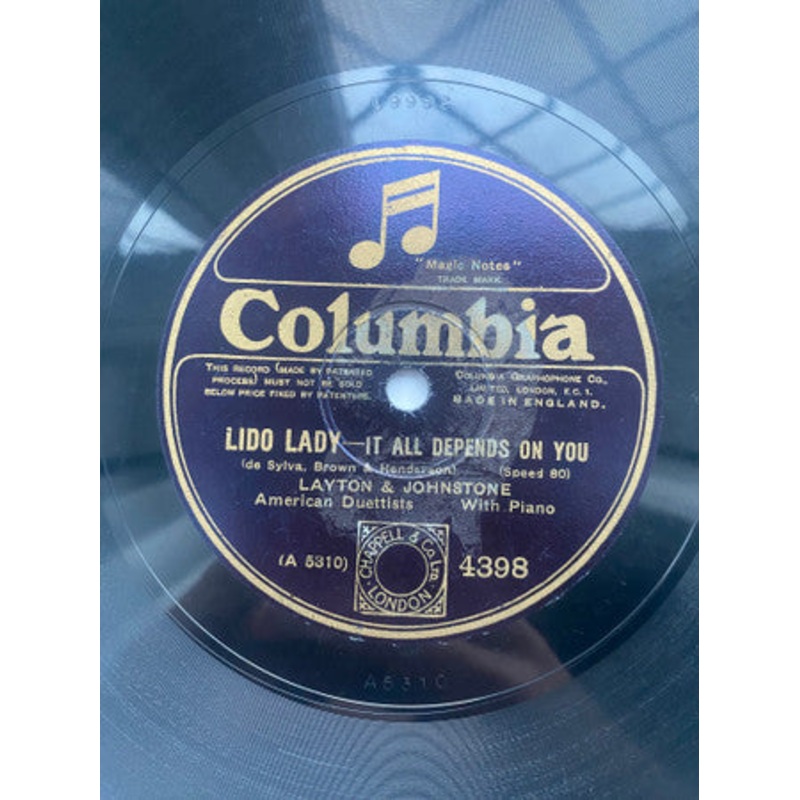 "Magic Notes"
TRADE MARK.
Columbia
THIS RECORD (MADE BY PATENTED
PROCESS) MUST NOT BE SOLD
BELOW PRICE FIXED BY PATENTEES.
COLUMBIA GRAPHOPHONE CO.,
LIMITED, LONDON, E.C. 1.
MADE IN ENGLAND.
LIDO LADY—IT ALL DEPENDS ON YOU
(de Sylva, Brown & Henderson) (Speed 80)
LAYTON & JOHNSTONE
American Duettists With Piano
(A 5310)
CHAPPELL & Co. Ltd.
LONDON
4398
A5310